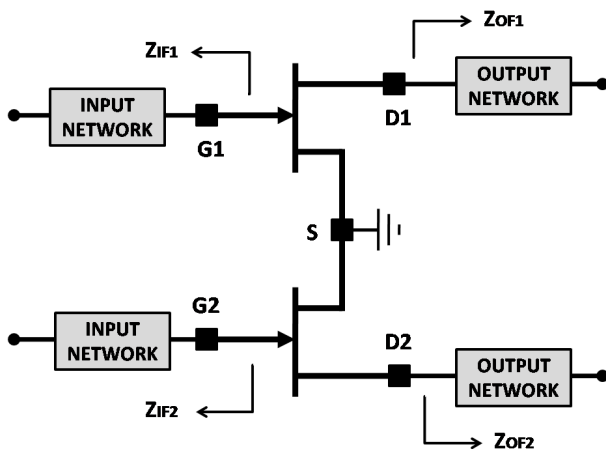 ZIF1
ZOF1
INPUT
NETWORK
G1
D1
OUTPUT
NETWORK
S
INPUT
NETWORK
G2
D2
OUTPUT
NETWORK
ZIF2
ZOF2